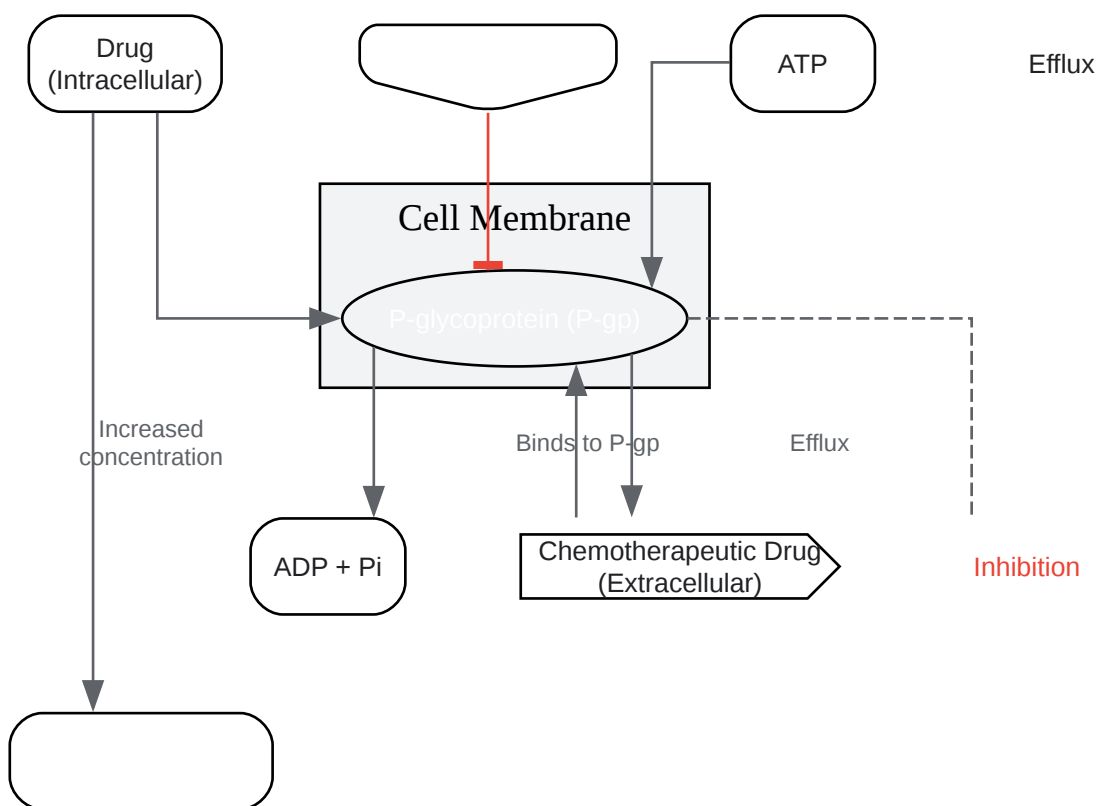 Drug
(Intracellular)
ATP
Efflux
Cell Membrane
P-glycoprotein (P-gp)
Increased
concentration
Binds to P-gp
Efflux
ADP + Pi
Chemotherapeutic Drug
(Extracellular)
Inhibition